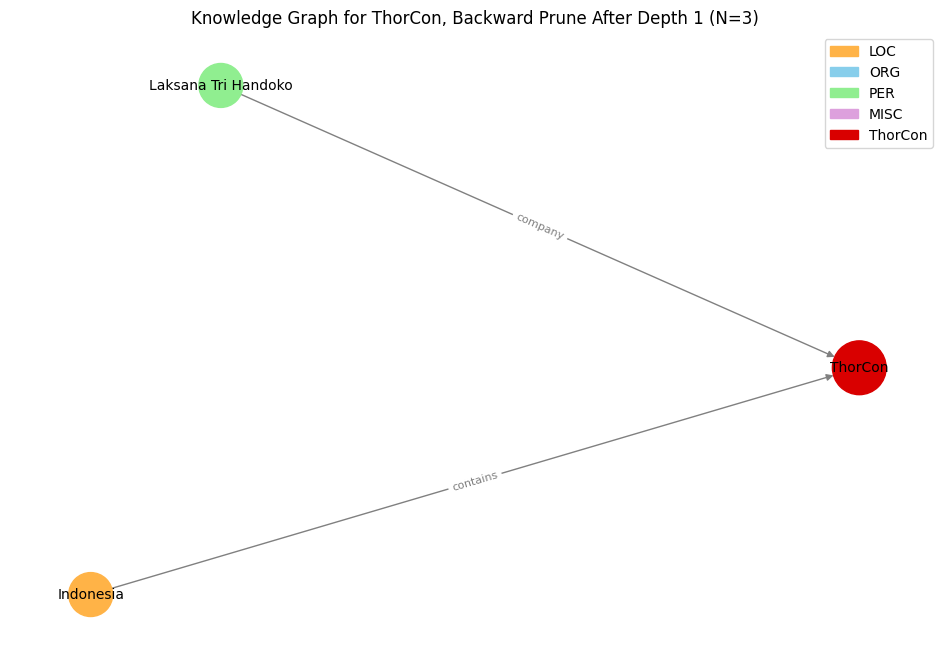 Knowledge Graph for ThorCon, Backward Prune After Depth 1 (N=3)
LOC
ORG
PER
MISC
ThorCon
Laksana Tri Handoko
company
ThorCon
contains
Indonesia